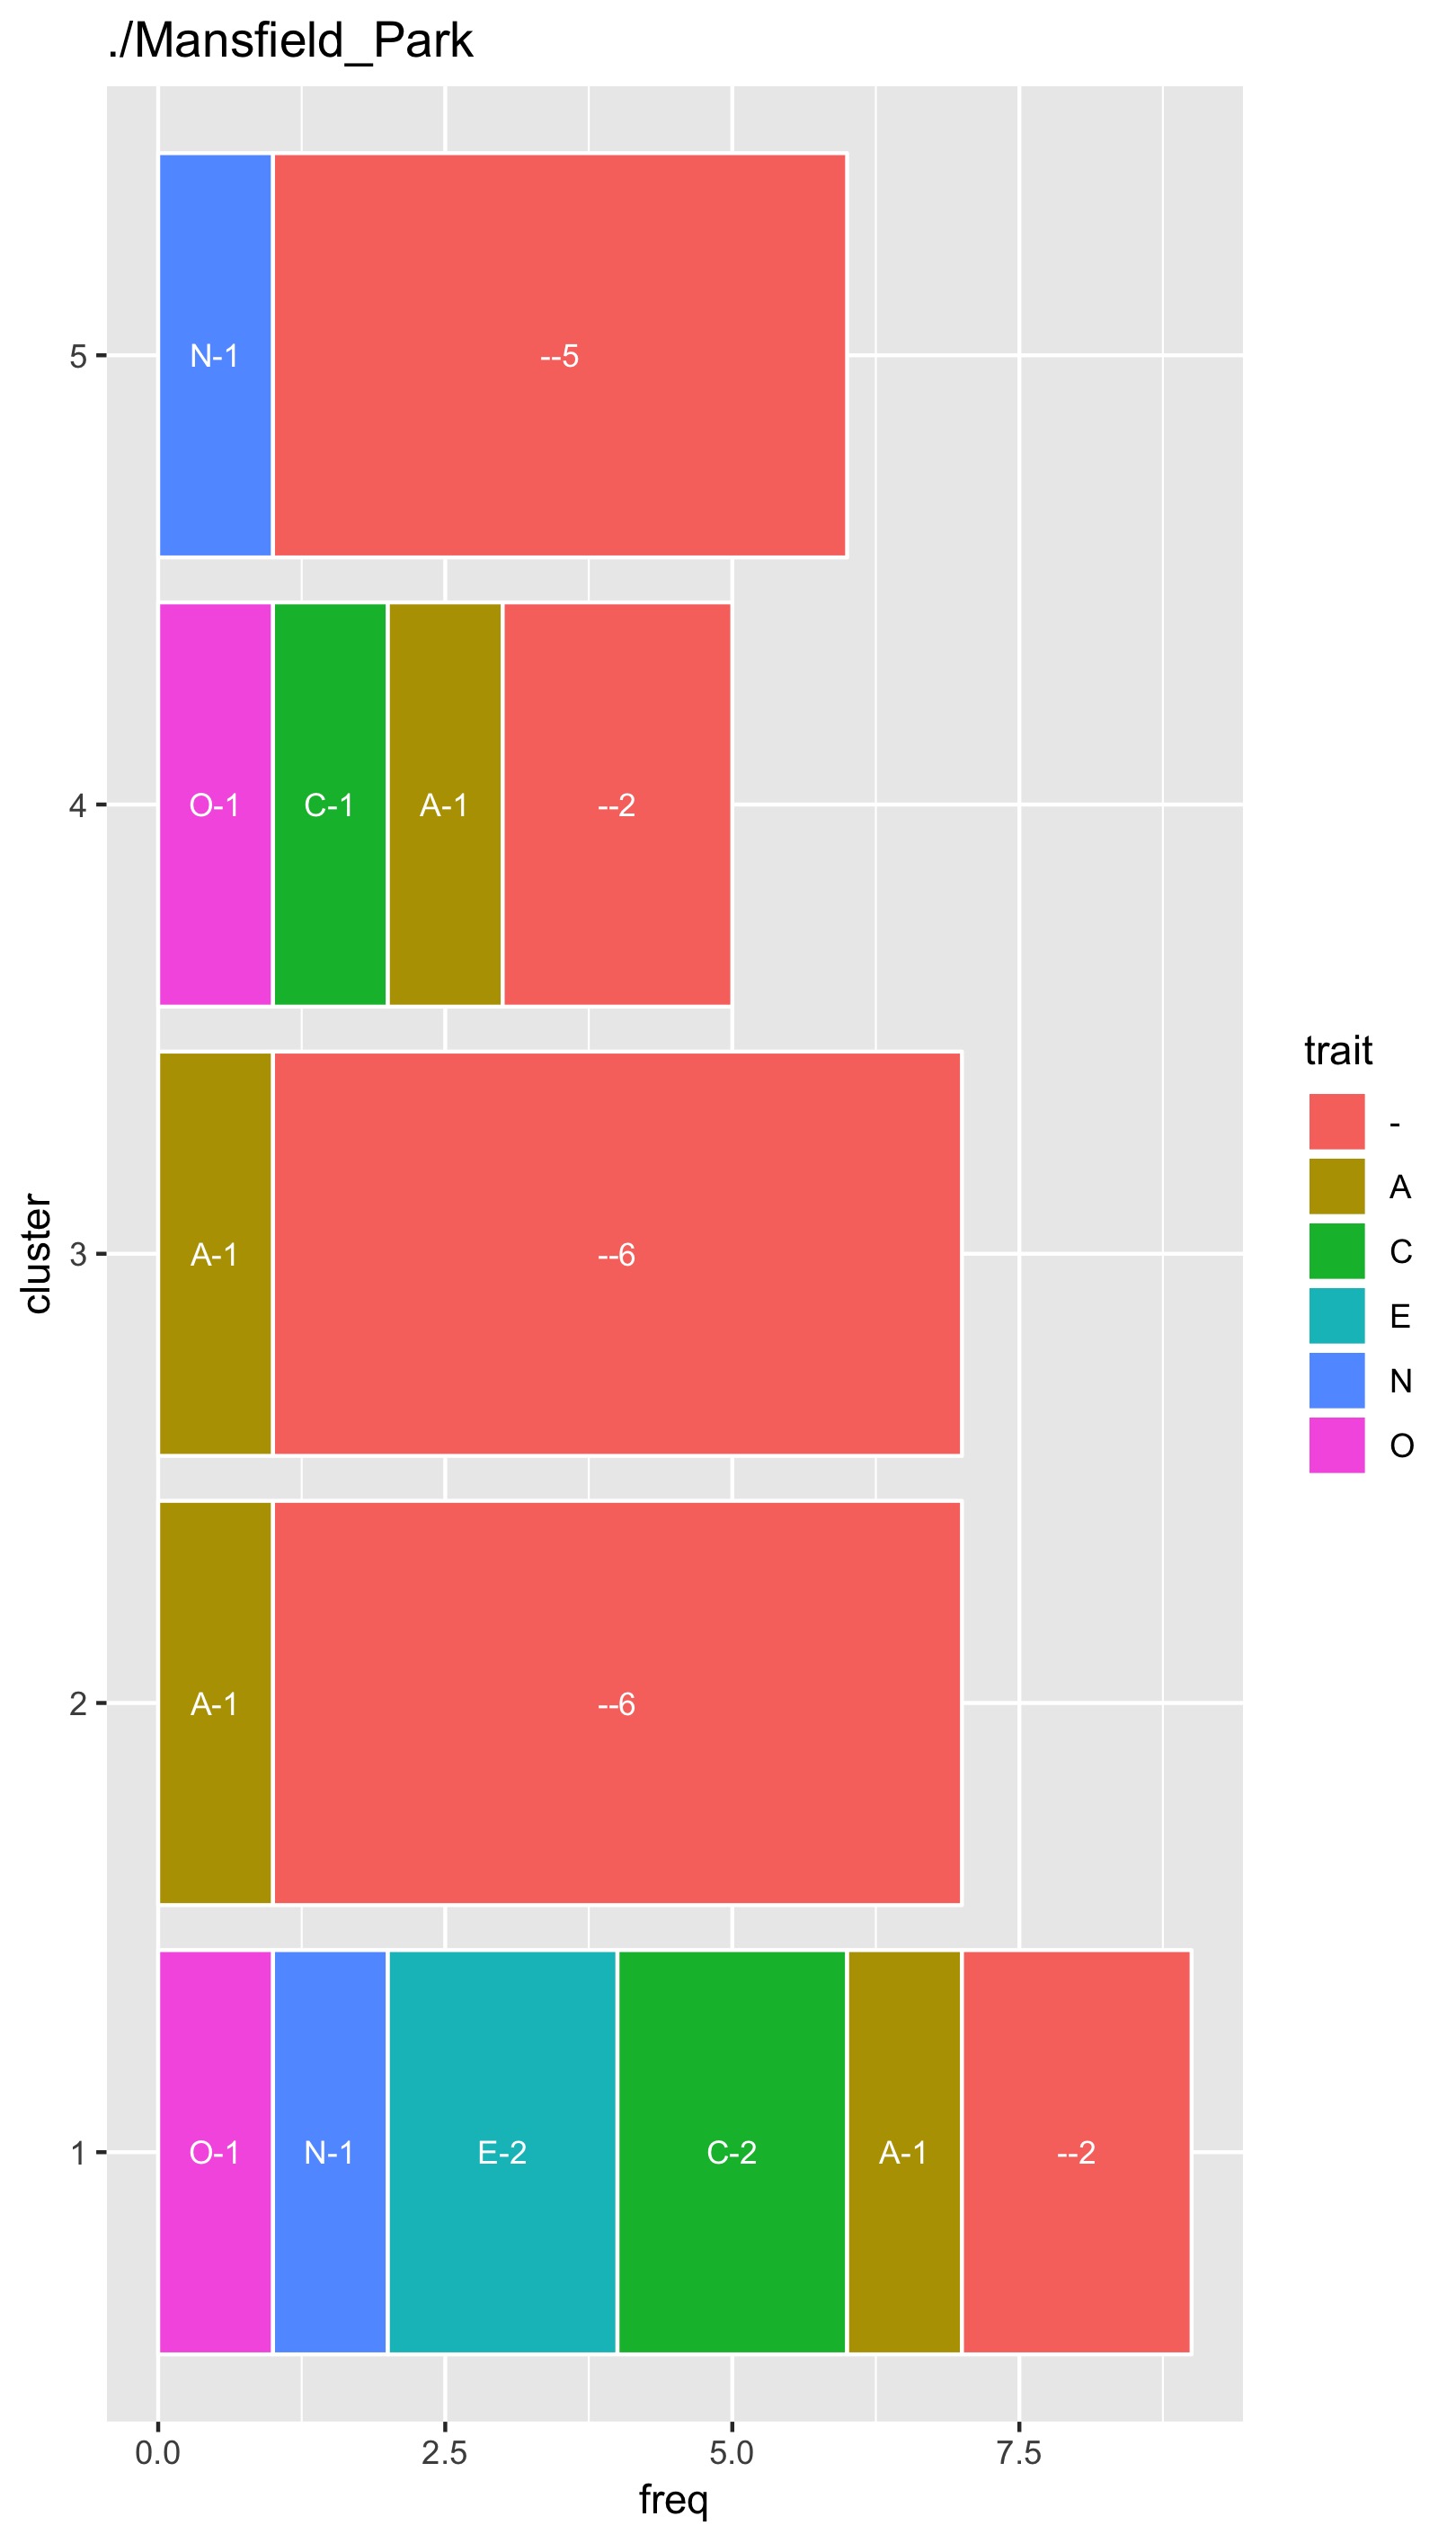 ./Mansfield_Park
5
N-1 --5
4
O-1 C-1 A-1 --2
3
A-1 --6
2
A-1 --6
1
O-1 N-1 E-2 C-2 A-1 --2
0.0 2.5 5.0 7.5
freq
cluster
trait
-
A
C
E
N
O